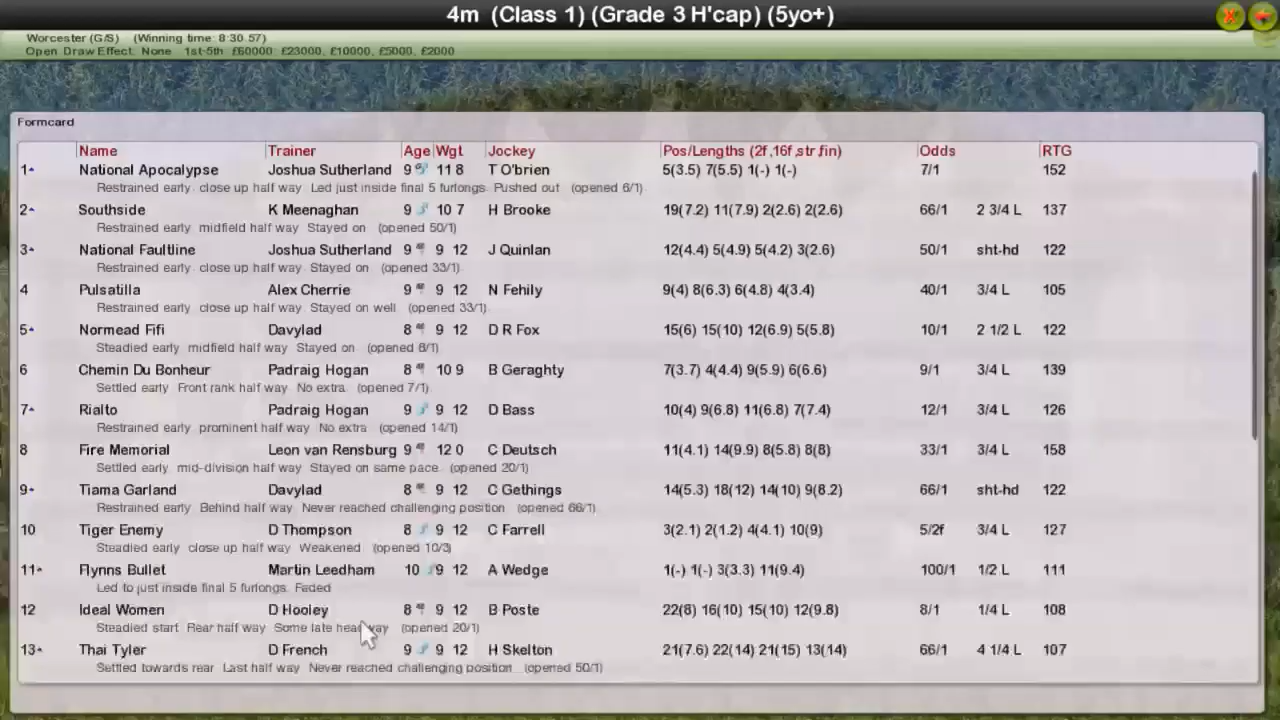 4m (Class 1) (Grade 3 H'cap) (5yo+)
Worcester (G/S) (Winning time: 8:30.57)
Open Draw Effect: None 1st-5th £60000: £23000, £10000, £5000, £2000
Formcard
Name Trainer Age Wgt Jockey Pos/Lengths (2f,16f,str,fin) Odds RTG
1 National Apocalypse Joshua Sutherland 9 11 8 T O'brien 5(3.5) 7(5.5) 1(-) 1(-) 7/1 152
Restrained early close up half way Led just inside final 5 furlongs Pushed out (opened 6/1)
2 Southside K Meenaghan 9 10 7 H Brooke 19(7.2) 11(7.9) 2(2.6) 2(2.6) 66/1 2 3/4 L 137
Restrained early midfield half way Stayed on (opened 50/1)
3 National Faultline Joshua Sutherland 9 9 12 J Quinlan 12(4.4) 5(4.9) 5(4.2) 3(2.6) 50/1 sht-hd 122
Restrained early close up half way Stayed on (opened 33/1)
4 Pulsatilla Alex Cherrie 9 9 12 N Fehily 9(4) 8(6.3) 6(4.8) 4(3.4) 40/1 3/4 L 105
Restrained early close up half way Stayed on well (opened 33/1)
5 Normead Fifi Davylad 8 9 12 D R Fox 15(6) 15(10) 12(6.9) 5(5.8) 10/1 2 1/2 L 122
Steadied early midfield half way Stayed on (opened 8/1)
6 Chemin Du Bonheur Padraig Hogan 8 10 9 B Geraghty 7(3.7) 4(4.4) 9(5.9) 6(6.6) 9/1 3/4 L 139
Settled early Front rank half way No extra (opened 7/1)
7 Rialto Padraig Hogan 9 9 12 D Bass 10(4) 9(6.8) 11(6.8) 7(7.4) 12/1 3/4 L 126
Restrained early prominent half way No extra (opened 14/1)
8 Fire Memorial Leon van Rensburg 9 12 0 C Deutsch 11(4.1) 14(9.9) 8(5.8) 8(8) 33/1 3/4 L 158
Settled early mid-division half way Stayed on same pace (opened 20/1)
9 Tiama Garland Davylad 8 9 12 C Gethings 14(5.3) 18(12) 14(10) 9(8.2) 66/1 sht-hd 122
Restrained early Behind half way Never reached challenging position (opened 66/1)
10 Tiger Enemy D Thompson 8 9 12 C Farrell 3(2.1) 2(1.2) 4(4.1) 10(9) 5/2f 3/4 L 127
Steadied early close up half way Weakened (opened 10/3)
11 Flynns Bullet Martin Leedham 10 9 12 A Wedge 1(-) 1(-) 3(3.3) 11(9.4) 100/1 1/2 L 111
Led to just inside final 5 furlongs Faded
12 Ideal Women D Hooley 8 9 12 B Poste 22(8) 16(10) 15(10) 12(9.8) 8/1 1/4 L 108
Steadied start Rear half way Some late headway (opened 20/1)
13 Thai Tyler D French 9 9 12 H Skelton 21(7.6) 22(14) 21(15) 13(14) 66/1 4 1/4 L 107
Settled towards rear Last half way Never reached challenging position (opened 50/1)